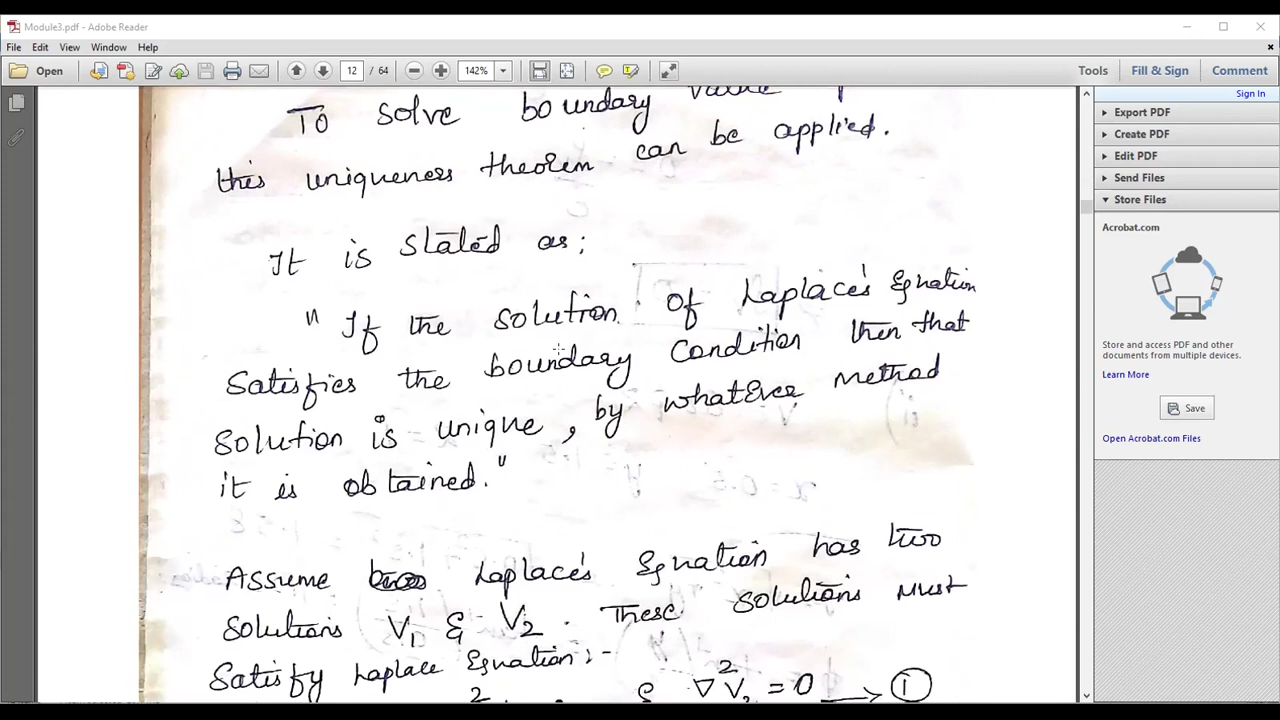 Module3.pdf - Adobe Reader
File Edit View Window Help
Open 12 / 64 142% Tools Fill & Sign Comment
Sign In
Export PDF
Create PDF
Edit PDF
Send Files
Store Files
Acrobat.com
Store and access PDF and other
documents from multiple devices.
Learn More
Save
Open Acrobat.com Files
To solve boundary value
this uniqueness theorem can be applied.
It is stated as;
" If the solution of Laplace's Equation
satisfies the boundary condition then that
solution is unique, by whatever method
it is obtained."
Assume Laplace's Equation has two
solutions V₁ & V₂. These solutions must
satisfy Laplace Equation:-
& ∇²V₂ = 0 → ①